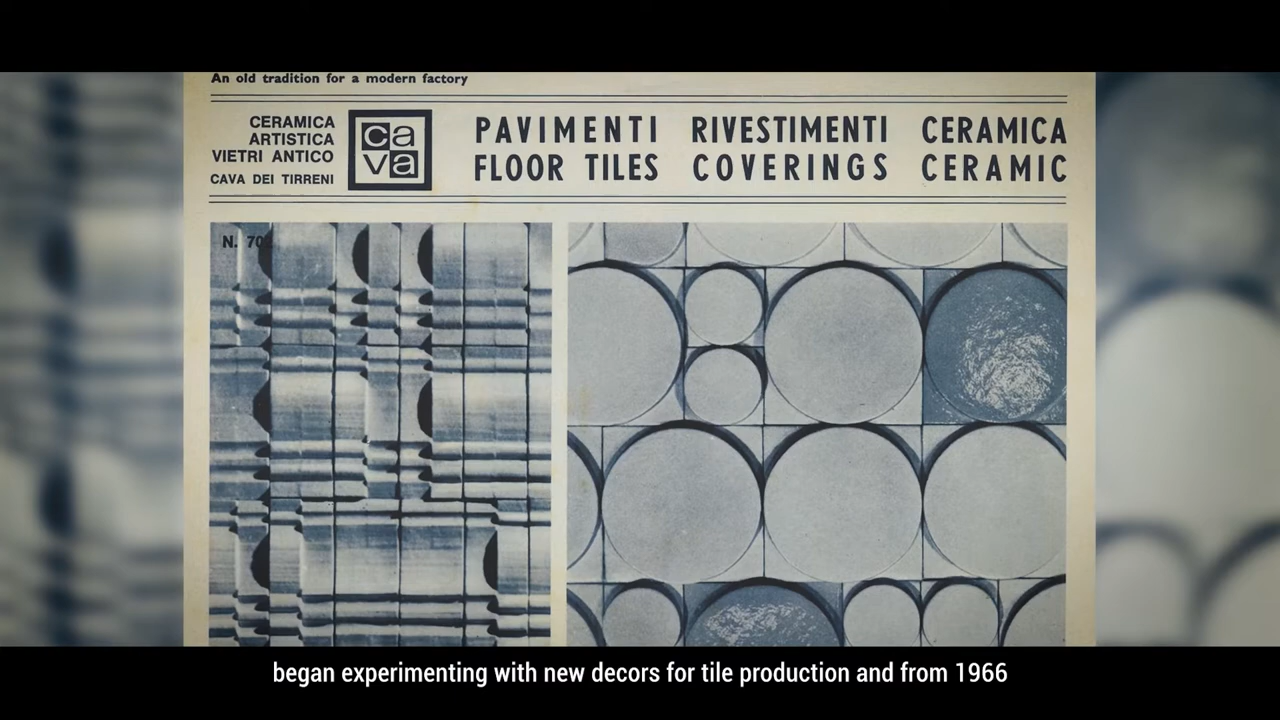 An old tradition for a modern factory
CERAMICA
ARTISTICA
VIETRI ANTICO
CAVA DEI TIRRENI
ca
va
PAVIMENTI RIVESTIMENTI CERAMICA
FLOOR TILES COVERINGS CERAMIC
N. 70
began experimenting with new decors for tile production and from 1966